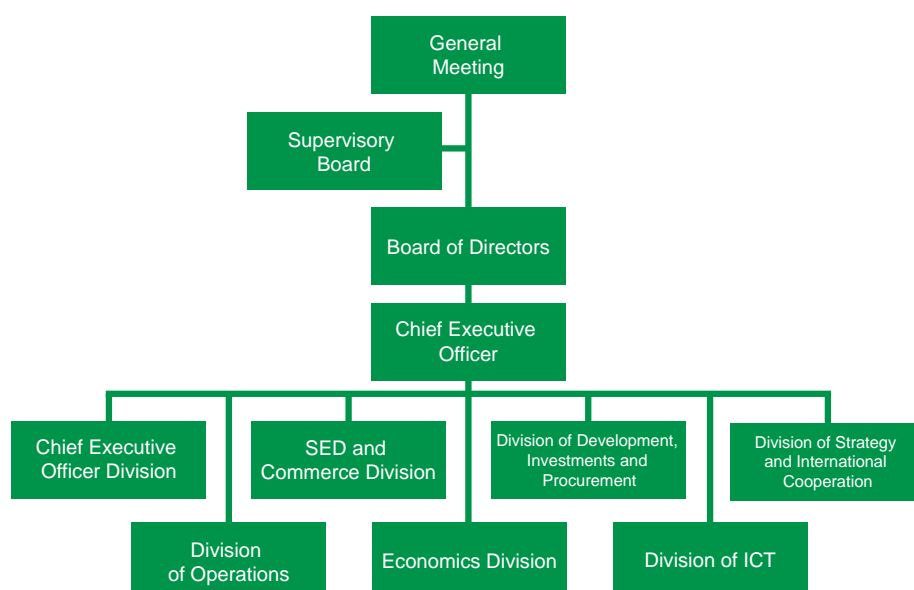 General
Meeting
Supervisory
Board
Board of Directors
Chief Executive
Officer
Chief Executive
Officer Division
SED and
Commerce Division
Division of Development,
Investments and
Procurement
Division of Strategy
and International
Cooperation
Division
of Operations
Economics Division
Division of ICT